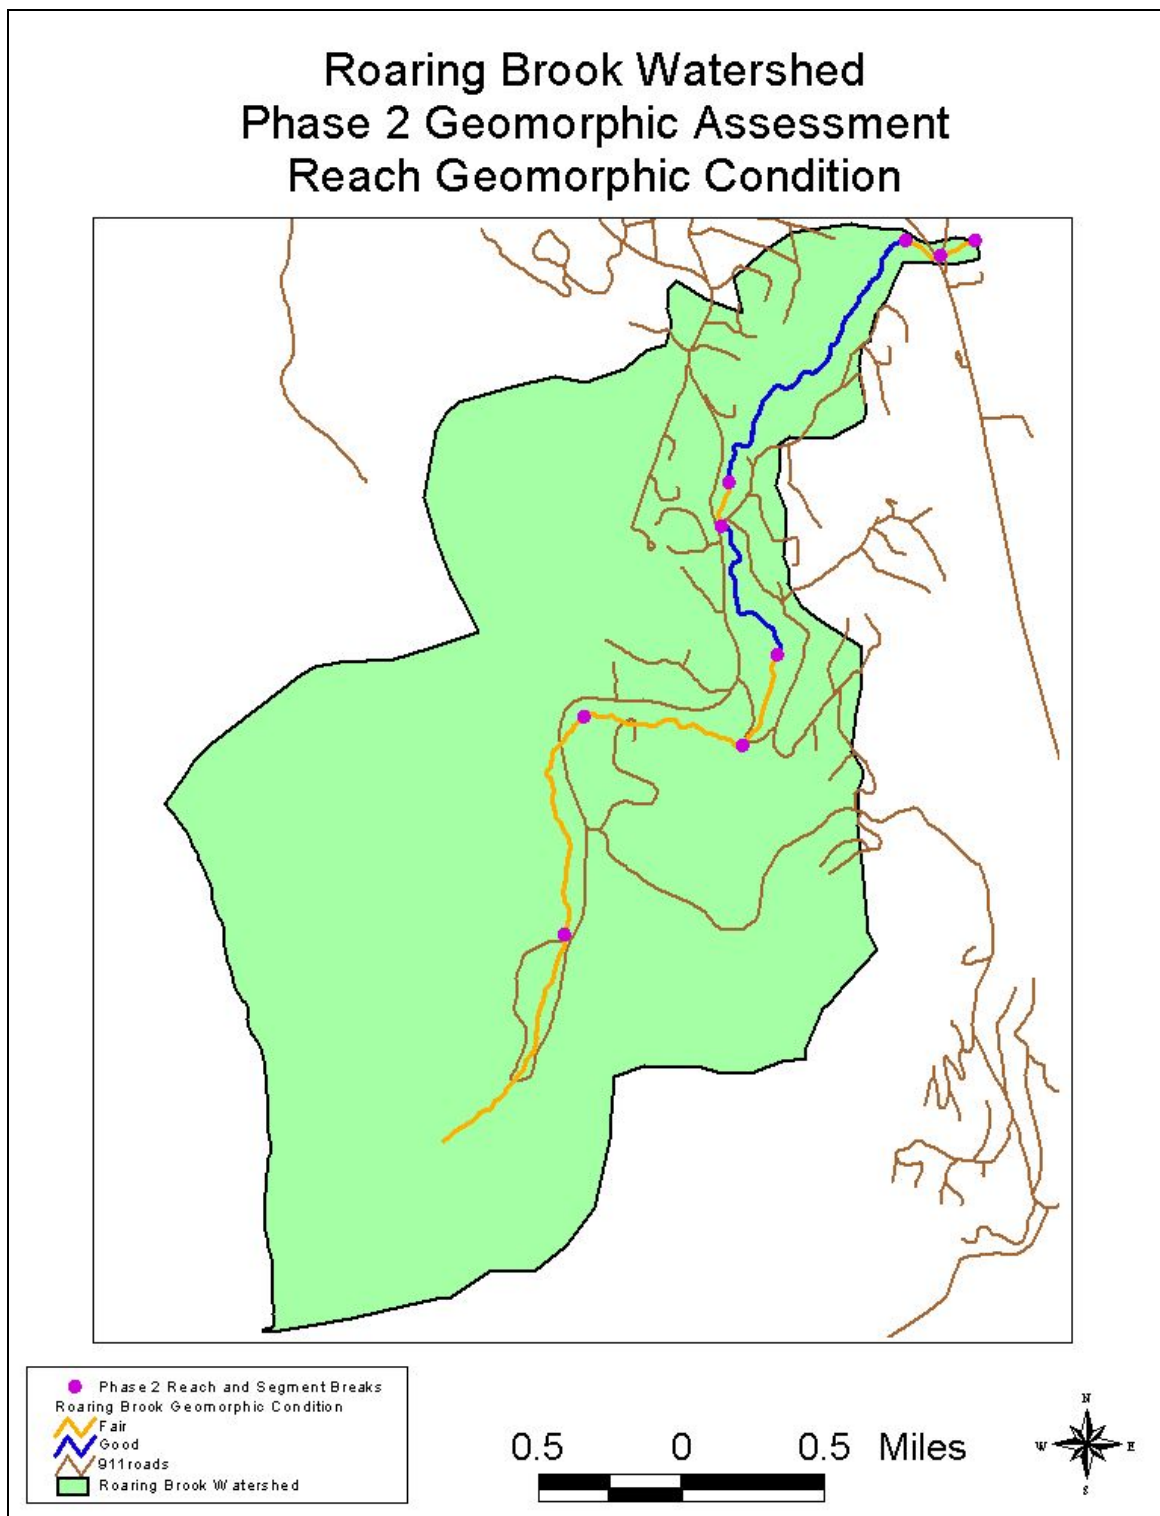 Roaring Brook Watershed
Phase 2 Geomorphic Assessment
Reach Geomorphic Condition
Phase 2 Reach and Segment Breaks
Roaring Brook Geomorphic Condition
Fair
Good
911roads
Roaring Brook Watershed
0.5 0 0.5 Miles
N
W E
S